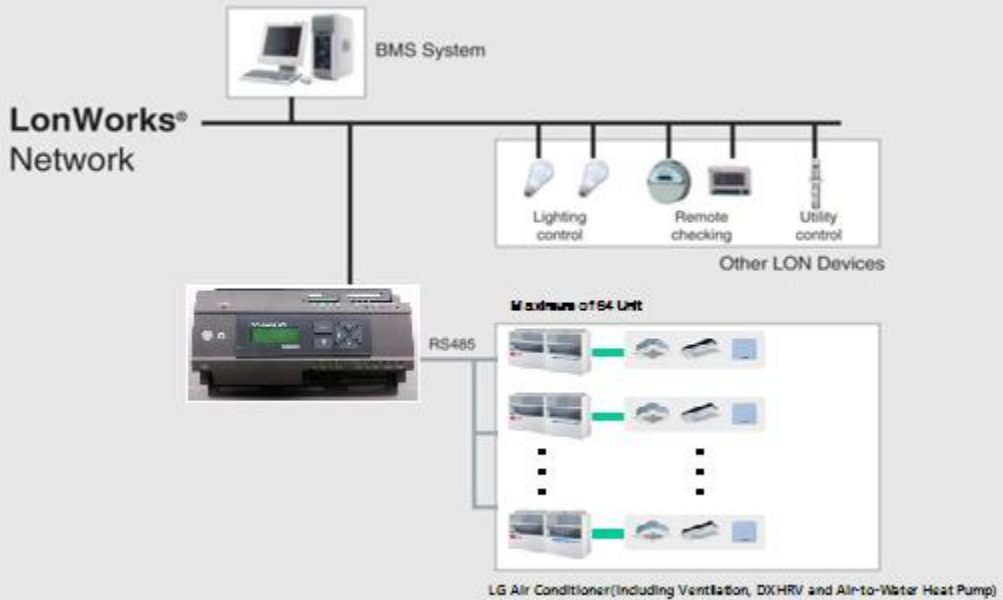 BMS System
LonWorks®
Network
Lighting
control
Remote
checking
Utility
control
Other LON Devices
Maximum of 64 Unit
RS485
LG Air Conditioner(Including Ventilation, DXHRV and Air-to-Water Heat Pump)